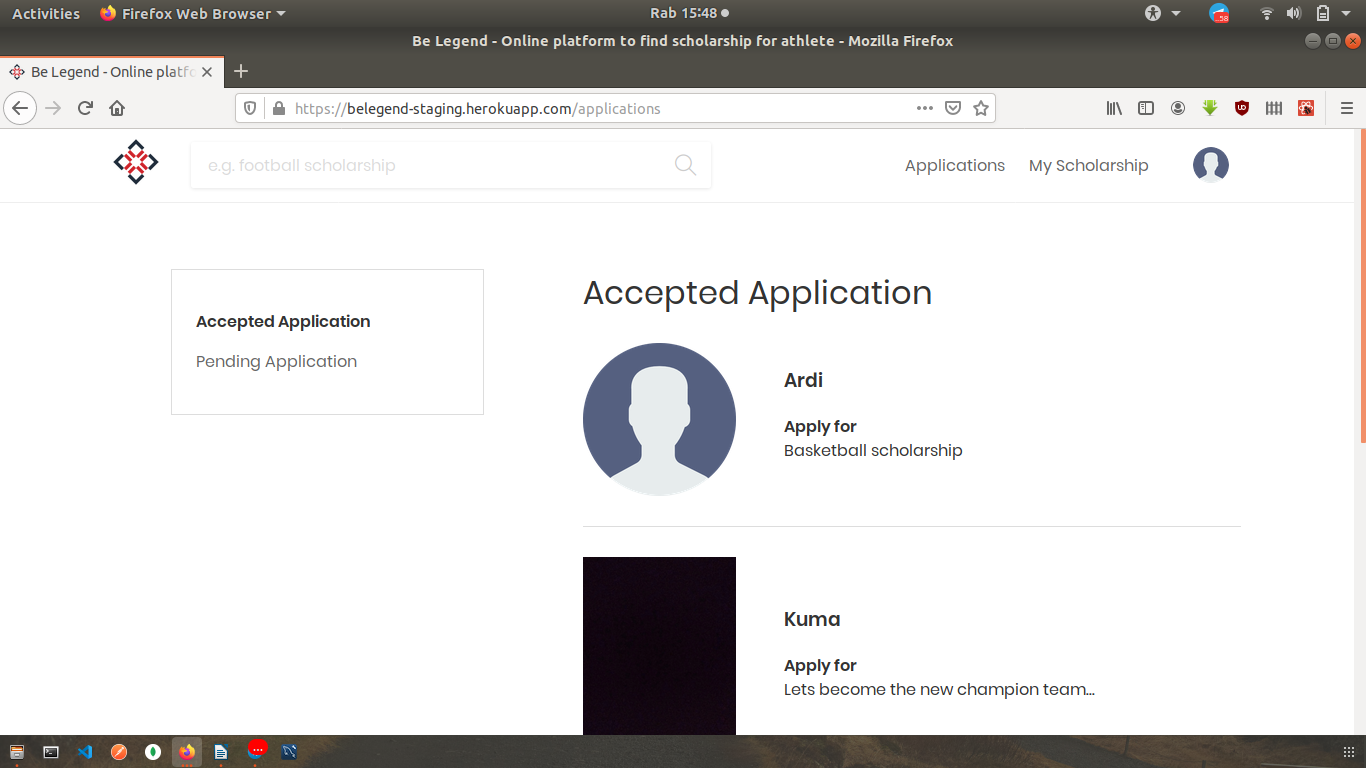 Activities
Firefox Web Browser
Rab 15:48
58
Be Legend - Online platform to find scholarship for athlete - Mozilla Firefox
Be Legend - Online platfo
https://belegend-staging.herokuapp.com/applications
e.g. football scholarship
Applications
My Scholarship
Accepted Application
Pending Application
Accepted Application
Ardi
Apply for
Basketball scholarship
Kuma
Apply for
Lets become the new champion team...